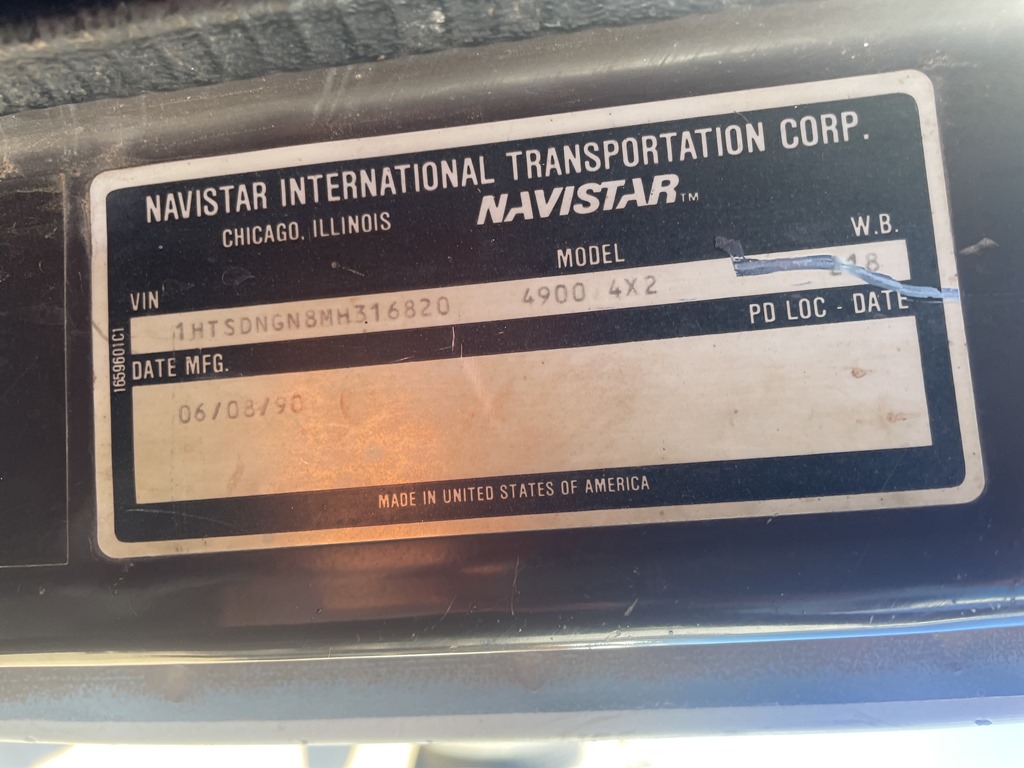 NAVISTAR INTERNATIONAL TRANSPORTATION CORP.
CHICAGO, ILLINOIS NAVISTAR™
VIN MODEL W.B.
1HTSDNGN8MH316820 4900 4X2 218
DATE MFG. PD LOC - DATE
06/08/90
MADE IN UNITED STATES OF AMERICA
1659601C1